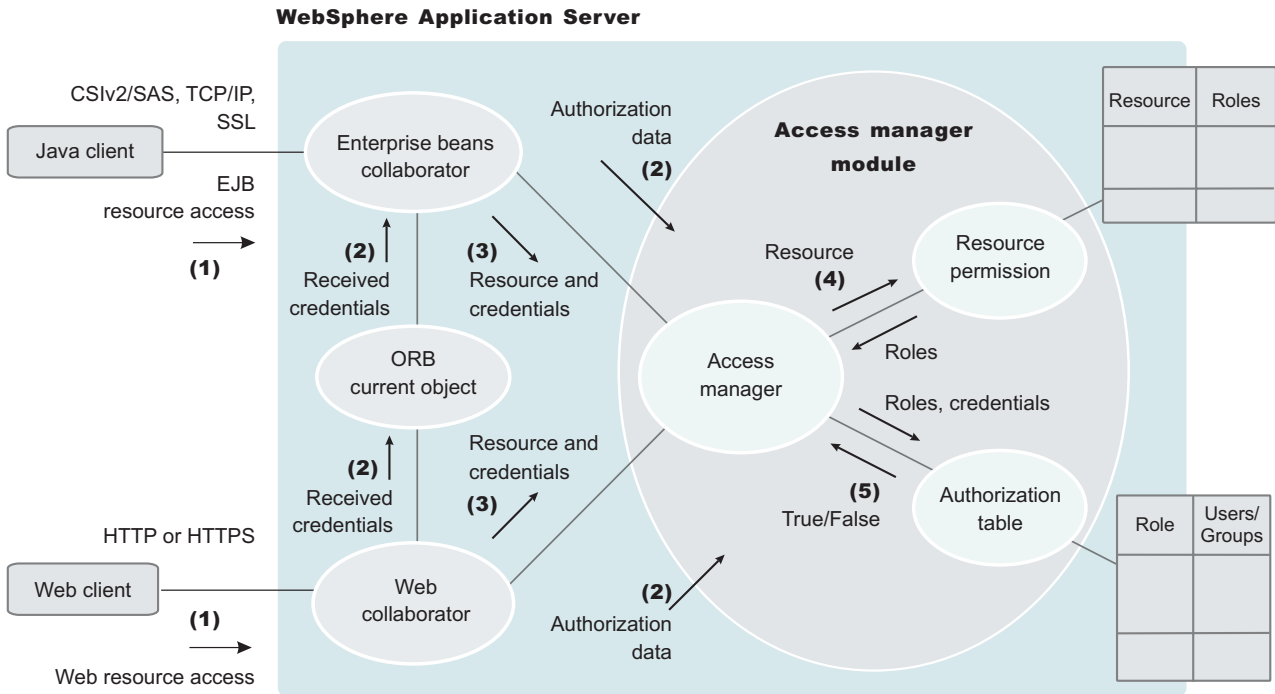 WebSphere Application Server
CSIv2/SAS, TCP/IP,
SSL
Java client
EJB
resource access
(1)
Enterprise beans
collaborator
(2)
Received
credentials
(3)
Resource and
credentials
Authorization
data
(2)
Access manager
module
Resource
Roles
Resource
(4)
Resource
permission
Roles
ORB
current object
Access
manager
Roles, credentials
(2)
Received
credentials
Resource and
credentials
(3)
(5)
True/False
Authorization
table
Role
Users/
Groups
HTTP or HTTPS
Web client
(1)
Web resource access
Web
collaborator
(2)
Authorization
data